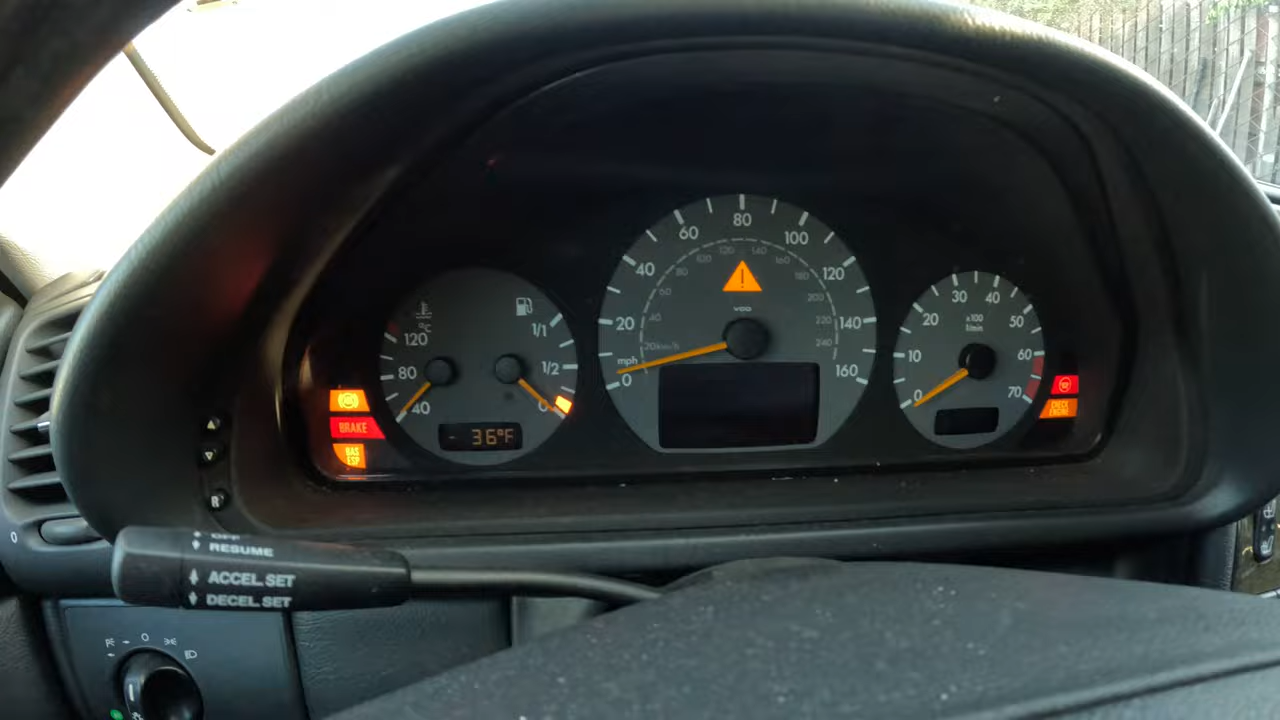 120
80
40
1/1
1/2
0
- 36°F
BRAKE
BAS
ESP
0
20
40
60
80
100
120
140
160
mph
20km/h
40
60
80
100
120
140
160
180
200
220
240
!
VDO
0
10
20
30
40
50
60
70
x100
1/min
CHECK
ENGINE
R
0
RESUME
ACCEL SET
DECEL SET
0